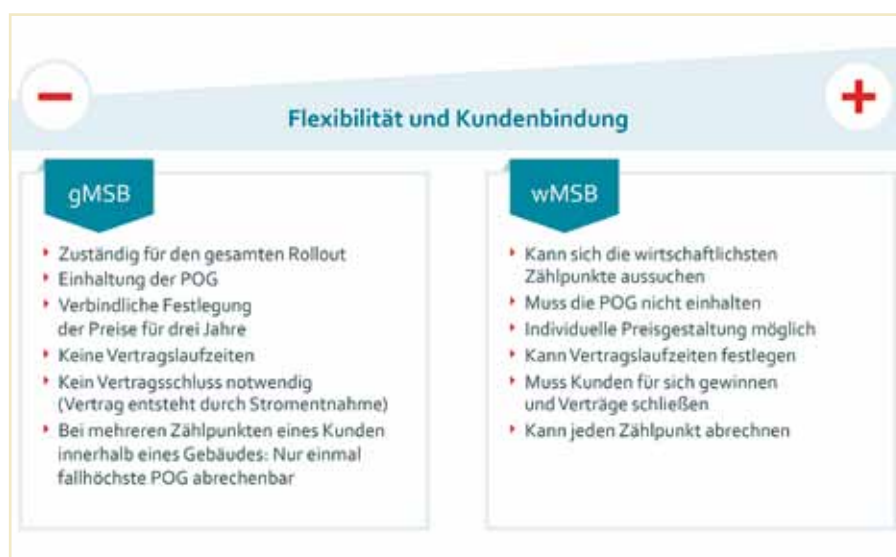 Flexibilität und Kundenbindung
gMSB
Zuständig für den gesamten Rollout
Einhaltung der POG
Verbindliche Festlegung
der Preise für drei Jahre
Keine Vertragslaufzeiten
Kein Vertragsschluss notwendig
(Vertrag entsteht durch Stromentnahme)
Bei mehreren Zählpunkten eines Kunden
innerhalb eines Gebäudes: Nur einmal
fallhöchste POG abrechenbar
wMSB
Kann sich die wirtschaftlichsten
Zählpunkte aussuchen
Muss die POG nicht einhalten
Individuelle Preisgestaltung möglich
Kann Vertragslaufzeiten festlegen
Muss Kunden für sich gewinnen
und Verträge schließen
Kann jeden Zählpunkt abrechnen